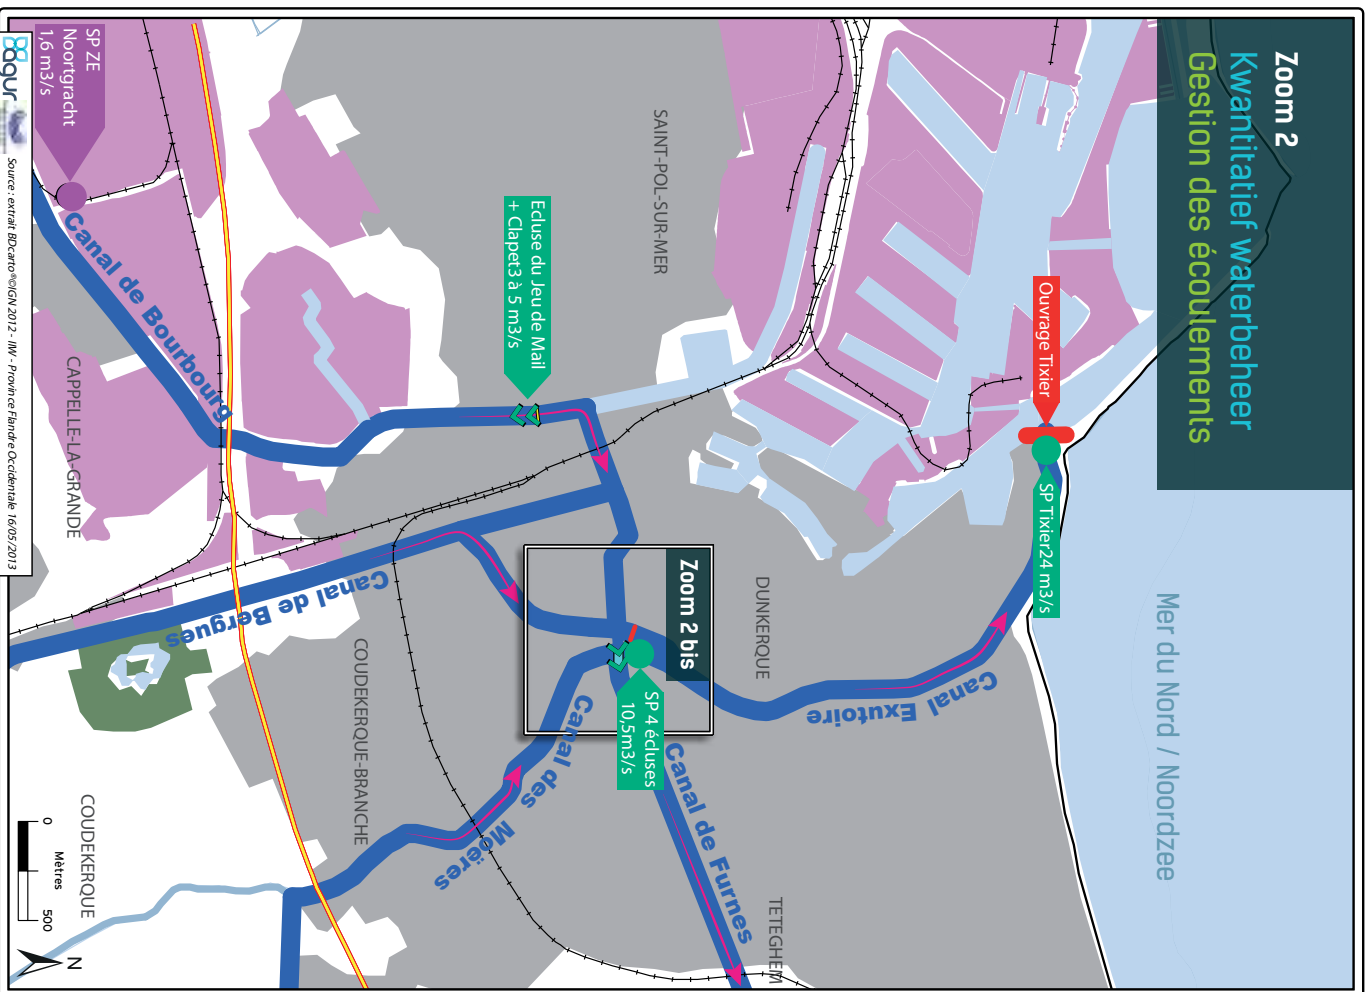 Zoom 2
Kwantitatief waterbeheer
Gestion des écoulements
Mer du Nord / Noordzee
Ouvrage Tixier
SP Tixier24 m3/s
SAINT-POL-SUR-MER
DUNKERQUE
TETEGHEM
Canal Exutoire
Zoom 2 bis
SP 4 écluses
10,5m3/s
Canal de Furnes
Ecluse du Jeu de Mail
+ Clapet3 à 5 m3/s
Canal des Moëres
Canal de Bergues
COUDEKERQUE-BRANCHE
Canal de Bourbourg
CAPPELLE-LA-GRANDE
COUDEKERQUE
SP ZE
Noortgracht
1,6 m3/s
0
500
Mètres
N
agur
Source : extrait BDcarto®©IGN 2012 - IIW - Province Flandre Occidentale 16/05/2013